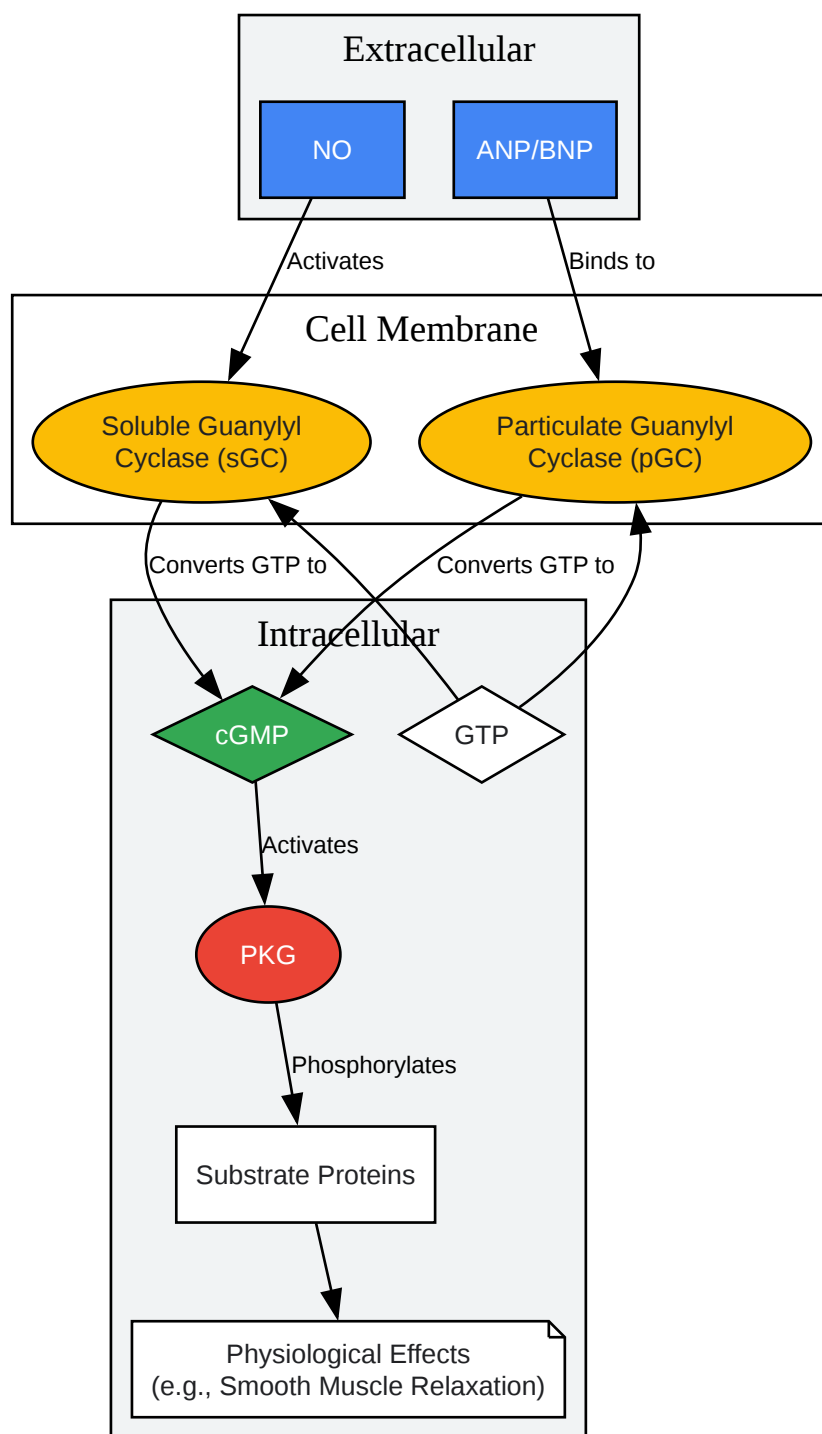 Extracellular
NO
ANP/BNP
Activates
Binds to
Cell Membrane
Soluble Guanylyl
Cyclase (sGC)
Particulate Guanylyl
Cyclase (pGC)
Converts GTP to
Converts GTP to
Intracellular
cGMP
GTP
Activates
PKG
Phosphorylates
Substrate Proteins
Physiological Effects
(e.g., Smooth Muscle Relaxation)